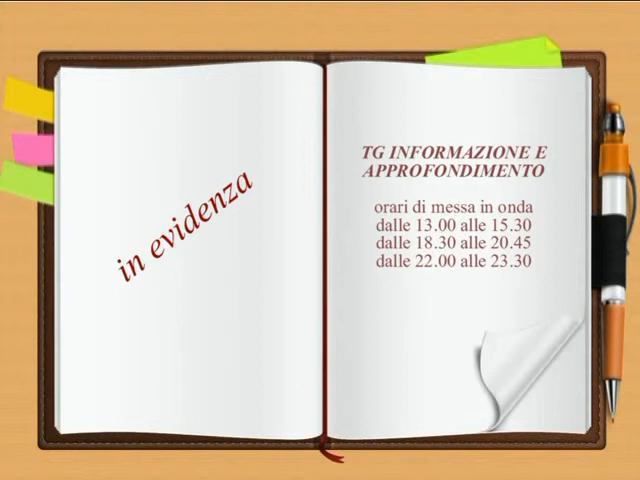 in evidenza
TG INFORMAZIONE E
APPROFONDIMENTO
orari di messa in onda
dalle 13.00 alle 15.30
dalle 18.30 alle 20.45
dalle 22.00 alle 23.30